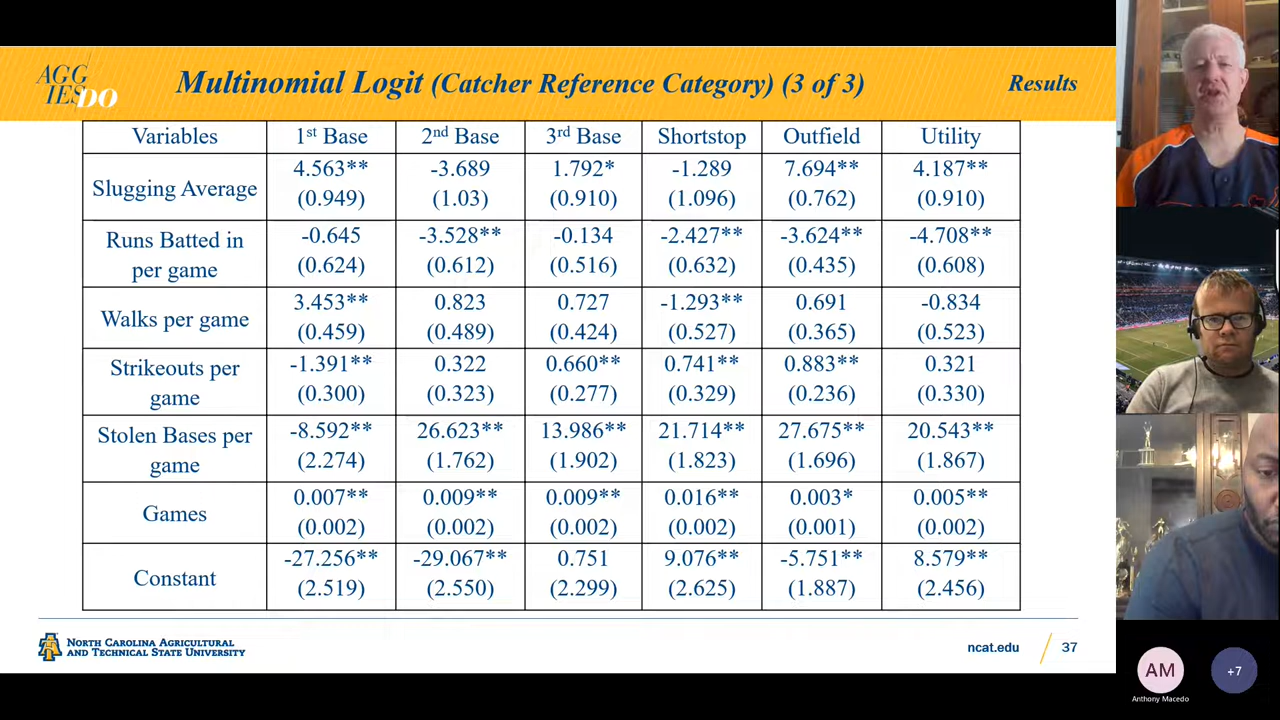 AGG
IES DO
Multinomial Logit (Catcher Reference Category) (3 of 3)
Results
Variables 1st Base 2nd Base 3rd Base Shortstop Outfield Utility
Slugging Average 4.563** -3.689 1.792* -1.289 7.694** 4.187**
(0.949) (1.03) (0.910) (1.096) (0.762) (0.910)
Runs Batted in per game -0.645 -3.528** -0.134 -2.427** -3.624** -4.708**
(0.624) (0.612) (0.516) (0.632) (0.435) (0.608)
Walks per game 3.453** 0.823 0.727 -1.293** 0.691 -0.834
(0.459) (0.489) (0.424) (0.527) (0.365) (0.523)
Strikeouts per game -1.391** 0.322 0.660** 0.741** 0.883** 0.321
(0.300) (0.323) (0.277) (0.329) (0.236) (0.330)
Stolen Bases per game -8.592** 26.623** 13.986** 21.714** 27.675** 20.543**
(2.274) (1.762) (1.902) (1.823) (1.696) (1.867)
Games 0.007** 0.009** 0.009** 0.016** 0.003* 0.005**
(0.002) (0.002) (0.002) (0.002) (0.001) (0.002)
Constant -27.256** -29.067** 0.751 9.076** -5.751** 8.579**
(2.519) (2.550) (2.299) (2.625) (1.887) (2.456)
North Carolina Agricultural
and Technical State University
ncat.edu
37
AM
Anthony Macedo
+7